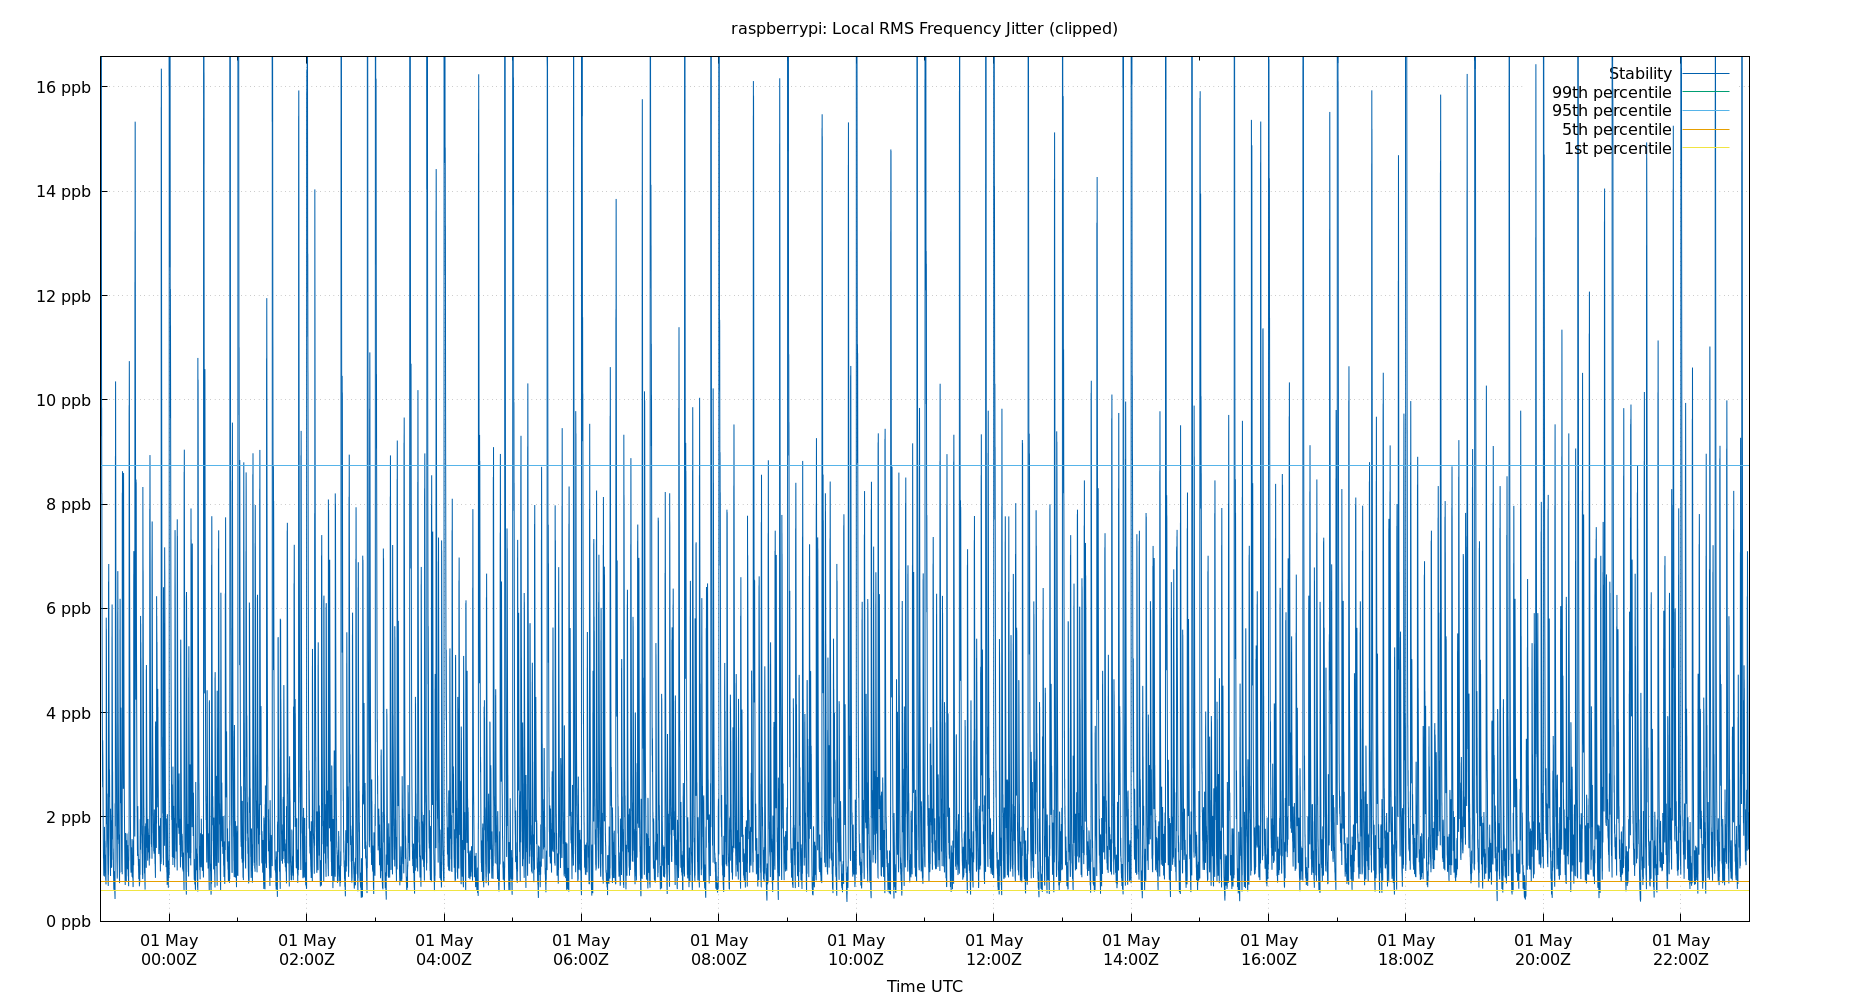 raspberrypi: Local RMS Frequency Jitter (clipped)
16 ppb
14 ppb
12 ppb
10 ppb
8 ppb
6 ppb
4 ppb
2 ppb
0 ppb
Stability
99th percentile
95th percentile
5th percentile
1st percentile
01 May 01 May 01 May 01 May 01 May 01 May 01 May 01 May 01 May 01 May 01 May 01 May
00:00Z 02:00Z 04:00Z 06:00Z 08:00Z 10:00Z 12:00Z 14:00Z 16:00Z 18:00Z 20:00Z 22:00Z
Time UTC